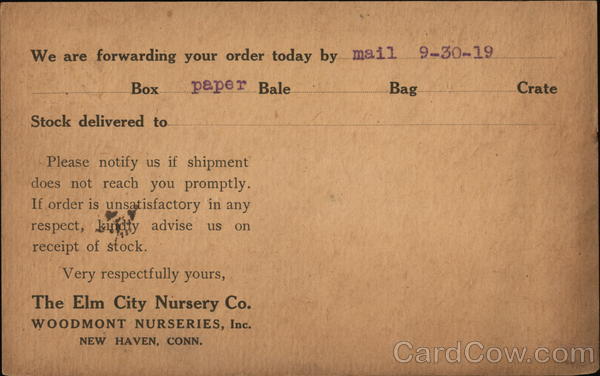 We are forwarding your order today by mail 9-30-19
Box paper Bale Bag Crate
Stock delivered to
Please notify us if shipment
does not reach you promptly.
If order is unsatisfactory in any
respect, kindly advise us on
receipt of stock.
Very respectfully yours,
The Elm City Nursery Co.
WOODMONT NURSERIES, Inc.
NEW HAVEN, CONN.
CardCow.com